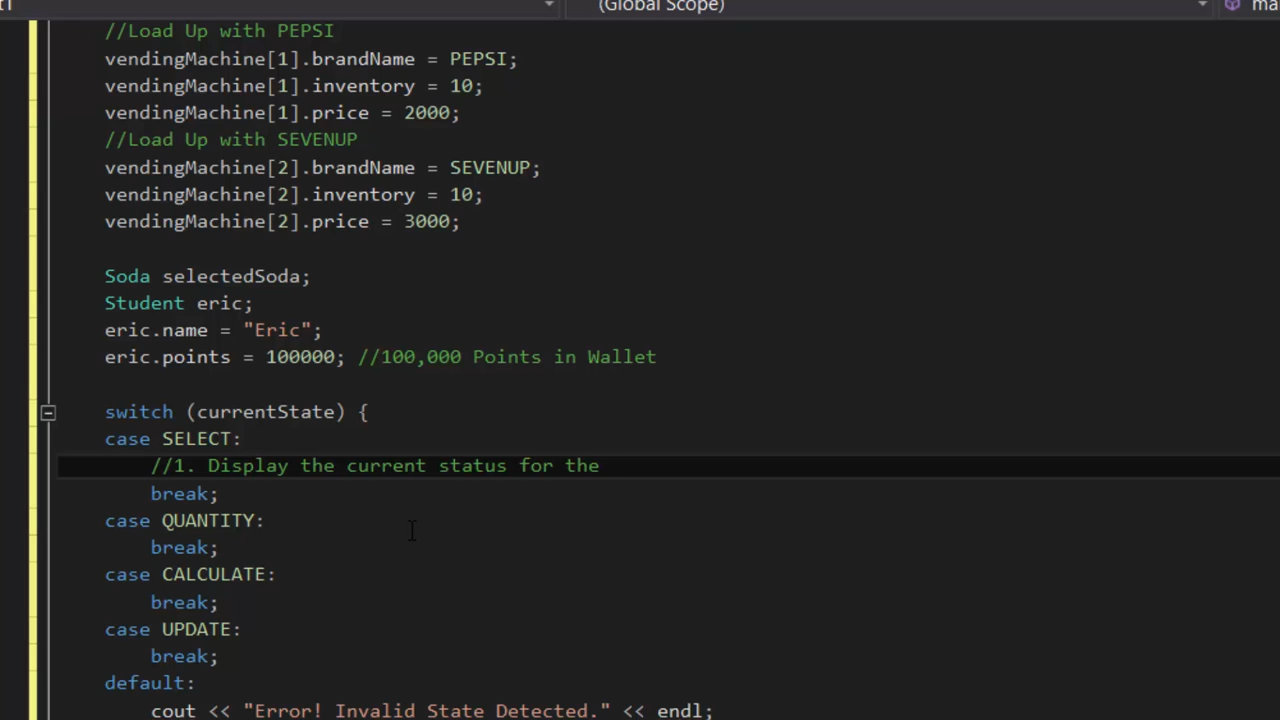 (Global Scope)
//Load Up with PEPSI
vendingMachine[1].brandName = PEPSI;
vendingMachine[1].inventory = 10;
vendingMachine[1].price = 2000;
//Load Up with SEVENUP
vendingMachine[2].brandName = SEVENUP;
vendingMachine[2].inventory = 10;
vendingMachine[2].price = 3000;
Soda selectedSoda;
Student eric;
eric.name = "Eric";
eric.points = 100000; //100,000 Points in Wallet
switch (currentState) {
case SELECT:
//1. Display the current status for the
break;
case QUANTITY:
break;
case CALCULATE:
break;
case UPDATE:
break;
default:
cout << "Error! Invalid State Detected." << endl;